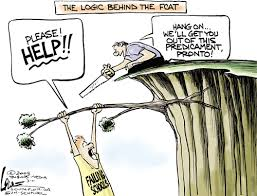 THE LOGIC BEHIND THE FCAT
PLEASE!
HELP!!
HANG ON...
WE'LL GET YOU
OUT OF THIS
PREDICAMENT,
PRONTO!
FAILING
SCHOOLS